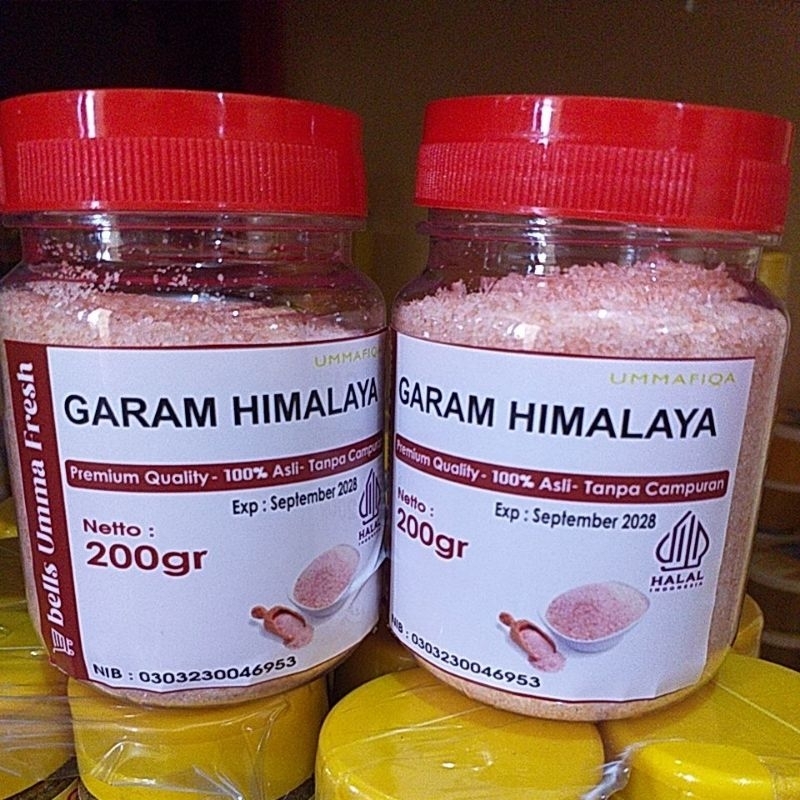 bells Umma Fresh
UMMAFIQA
GARAM HIMALAYA
Premium Quality - 100% Asli- Tanpa Campuran
Exp : September 2028
Netto :
200gr
HALAL
INDONESIA
NIB : 0303230046953
UMMAFIQA
GARAM HIMALAYA
Premium Quality - 100% Asli- Tanpa Campuran
Exp : September 2028
Netto :
200gr
HALAL
INDONESIA
NIB : 0303230046953